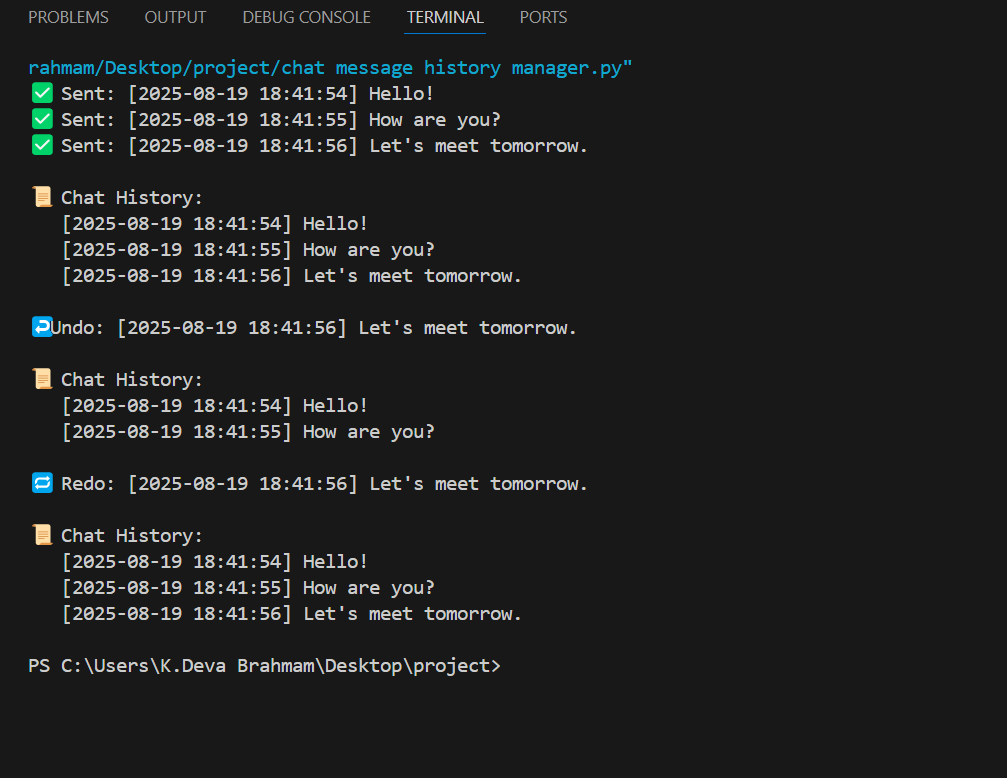 PROBLEMS OUTPUT DEBUG CONSOLE TERMINAL PORTS
rahmam/Desktop/project/chat message history manager.py"
✅ Sent: [2025-08-19 18:41:54] Hello!
✅ Sent: [2025-08-19 18:41:55] How are you?
✅ Sent: [2025-08-19 18:41:56] Let's meet tomorrow.
📜 Chat History:
[2025-08-19 18:41:54] Hello!
[2025-08-19 18:41:55] How are you?
[2025-08-19 18:41:56] Let's meet tomorrow.
↩️Undo: [2025-08-19 18:41:56] Let's meet tomorrow.
📜 Chat History:
[2025-08-19 18:41:54] Hello!
[2025-08-19 18:41:55] How are you?
🔁 Redo: [2025-08-19 18:41:56] Let's meet tomorrow.
📜 Chat History:
[2025-08-19 18:41:54] Hello!
[2025-08-19 18:41:55] How are you?
[2025-08-19 18:41:56] Let's meet tomorrow.
PS C:\Users\K.Deva Brahmam\Desktop\project>